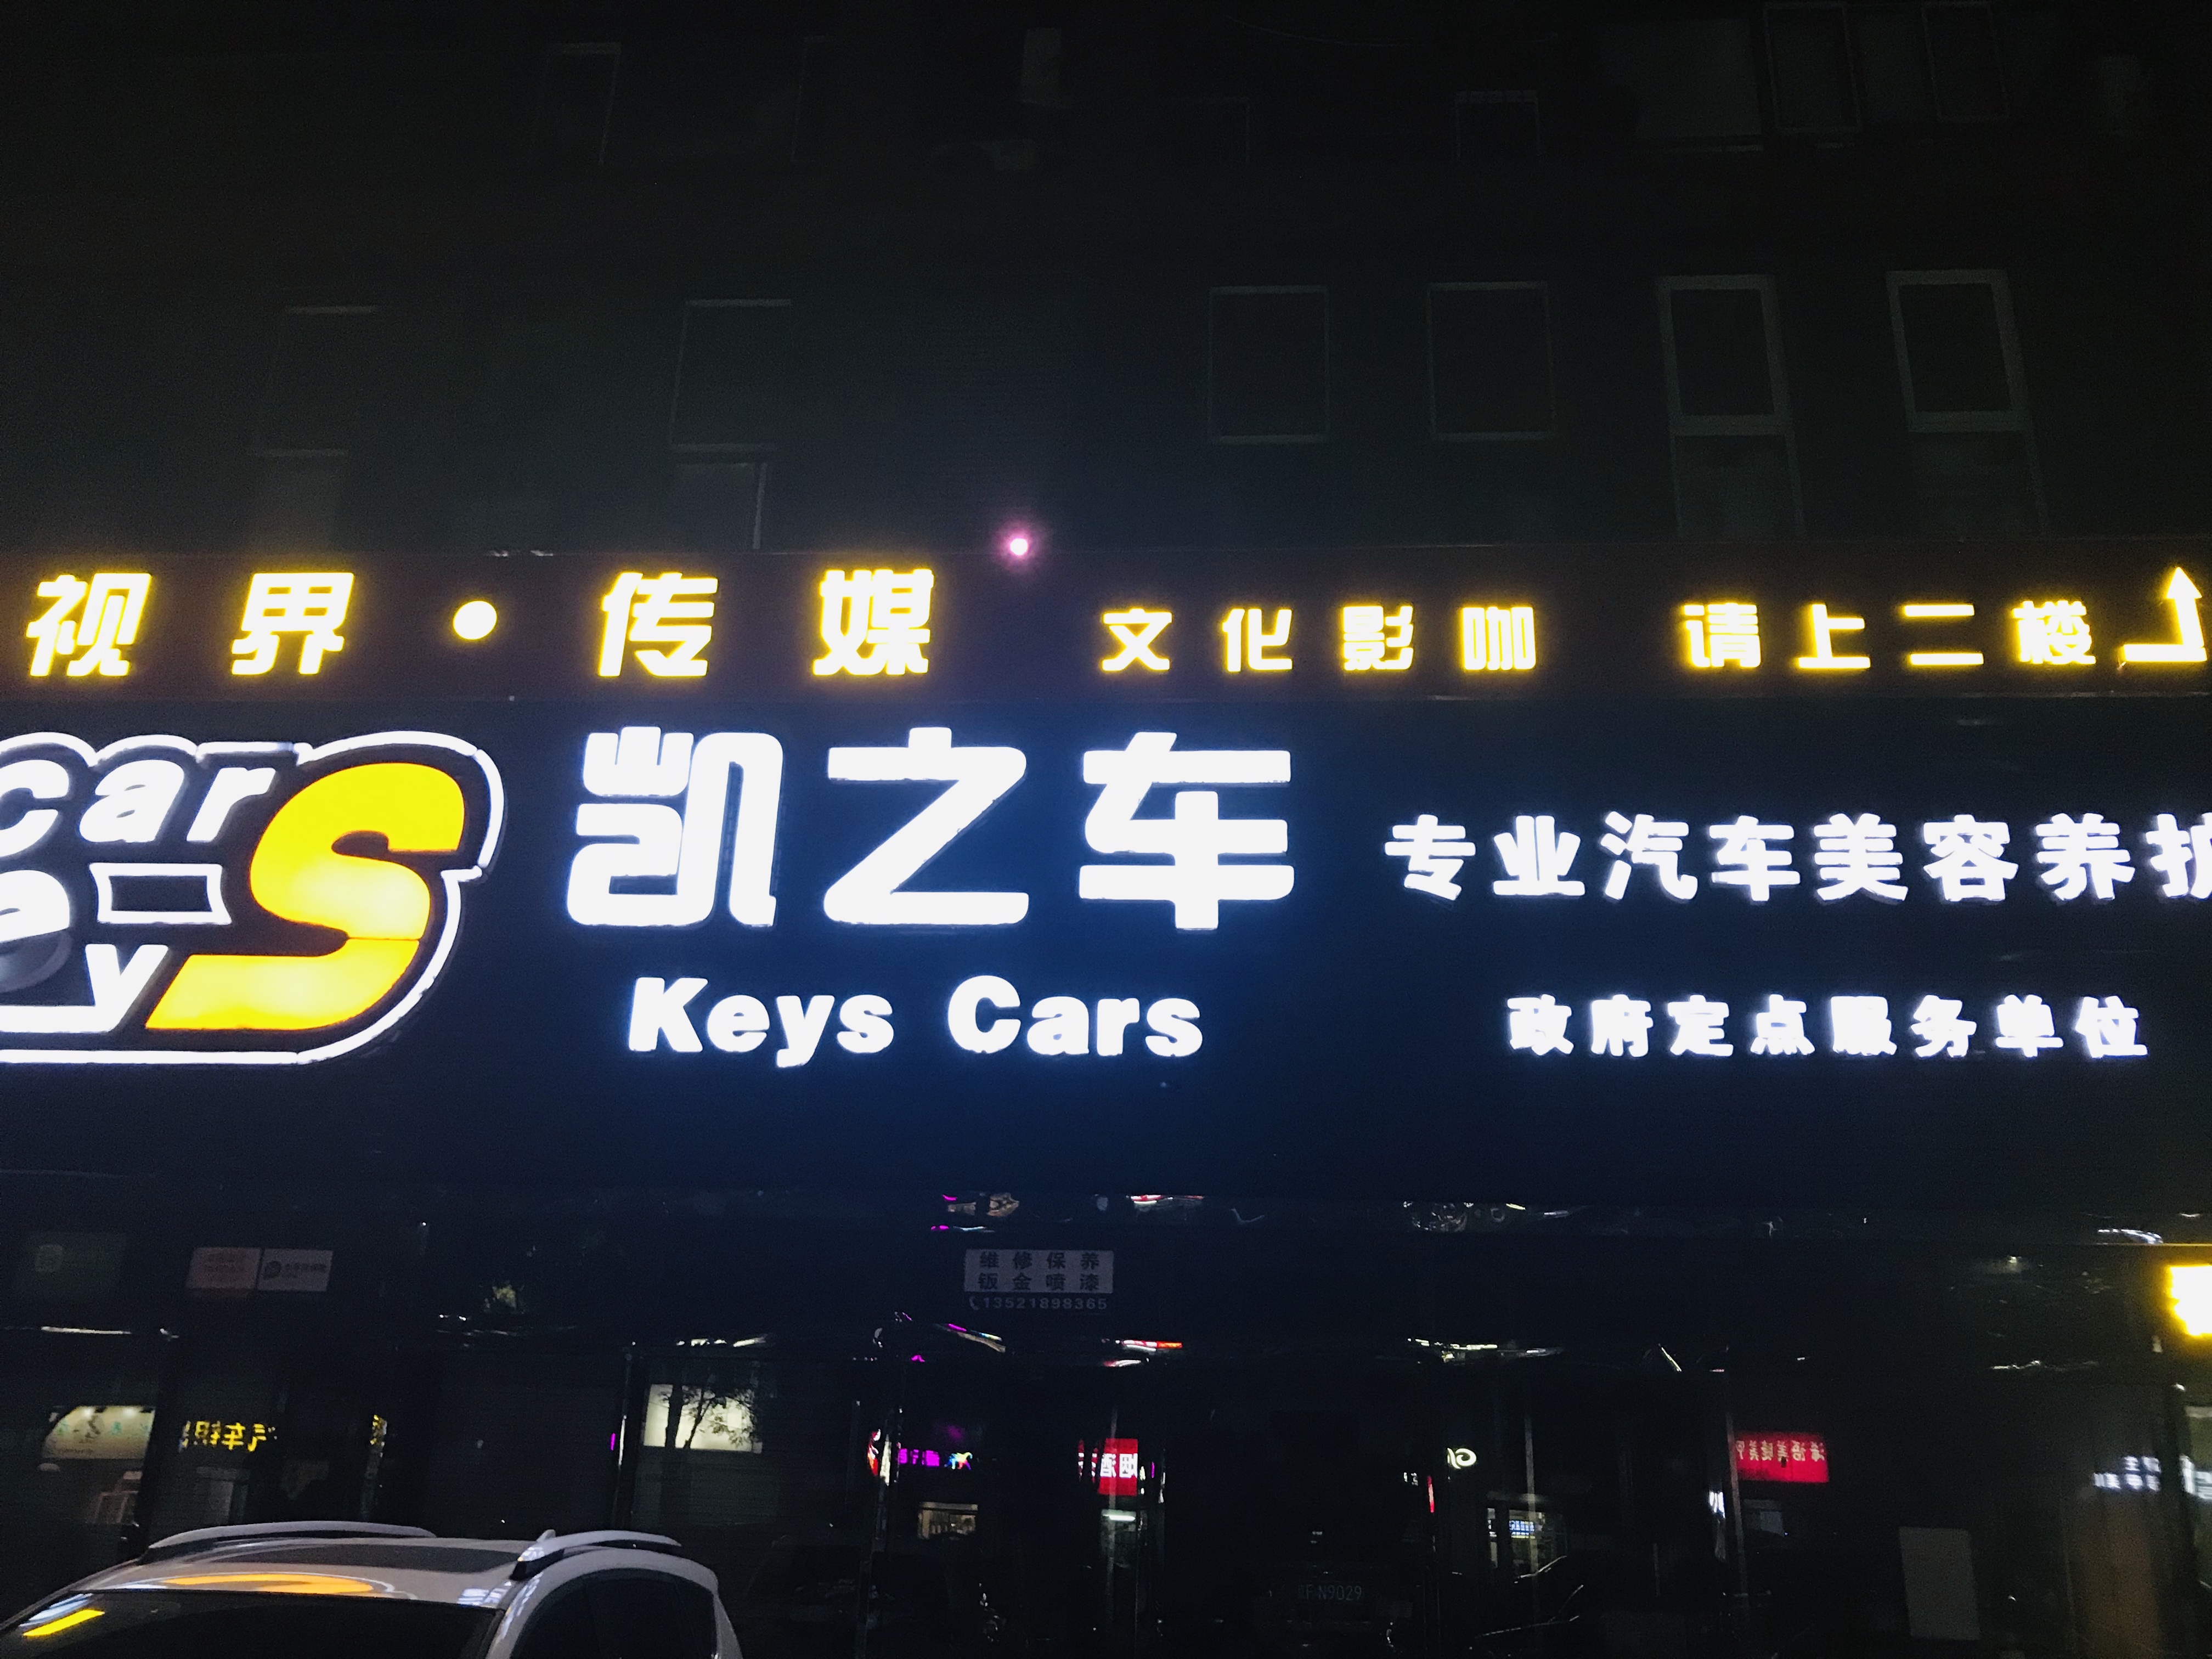 视界·传媒 文化影咖 请上二楼
car
ey
S
凯之车
Keys Cars
专业汽车美容养护
政府定点服务单位
维修保养
钣金喷漆
13521898365
F·N9029